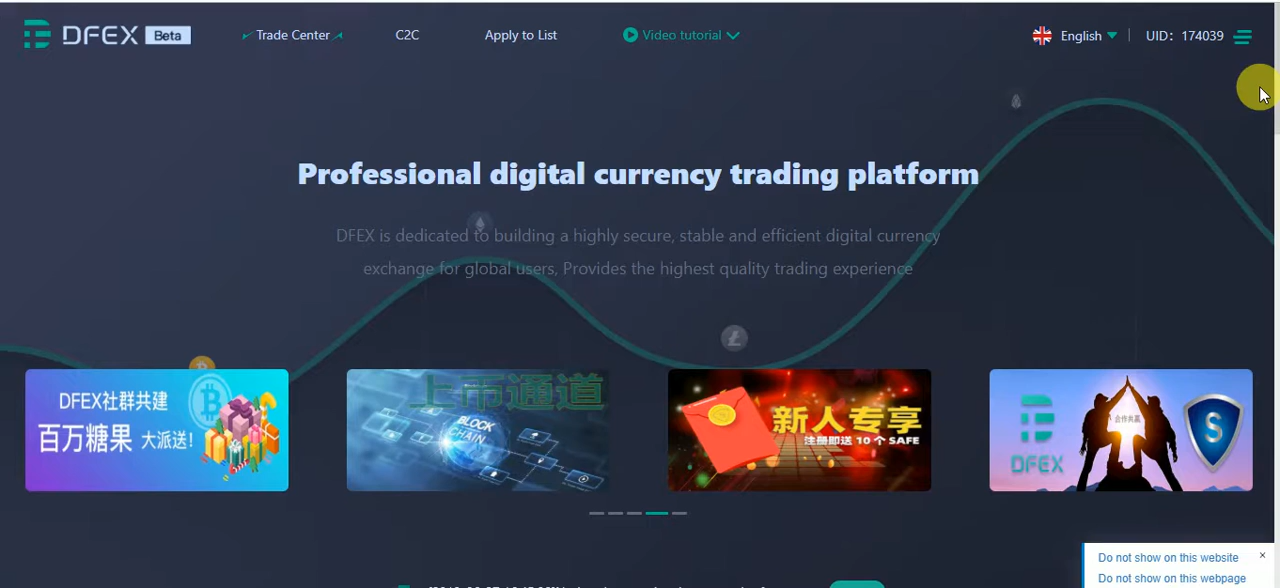 DFEX Beta
Trade Center
C2C
Apply to List
Video tutorial
English
UID: 174039
Professional digital currency trading platform
DFEX is dedicated to building a highly secure, stable and efficient digital currency
exchange for global users, Provides the highest quality trading experience
DFEX社群共建
百万糖果 大派送!
上币通道
BLOCK
CHAIN
新人专享
注册即送 10 个 SAFE
合作共赢
DFEX
S
Do not show on this website
×
Do not show on this webpage